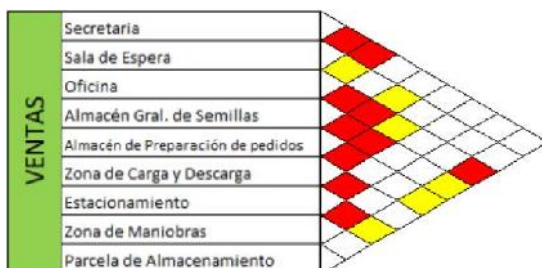 VENTAS
Secretaria
Sala de Espera
Oficina
Almacén Gral. de Semillas
Almacén de Preparación de pedidos
Zona de Carga y Descarga
Estacionamiento
Zona de Maniobras
Parcela de Almacenamiento